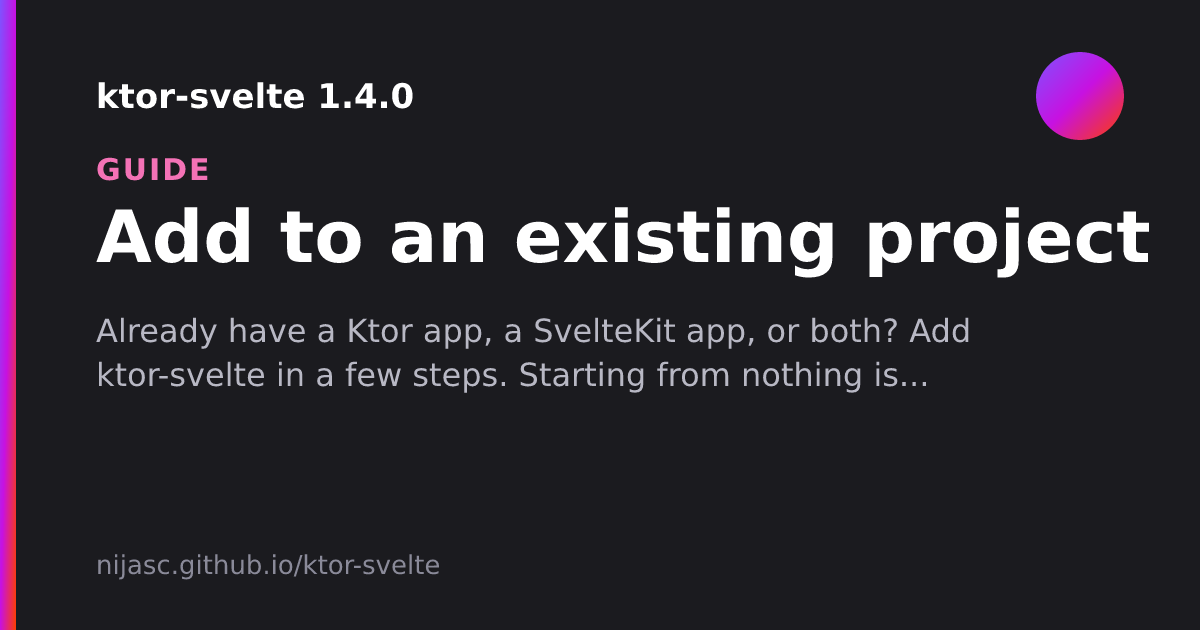 ktor-svelte 1.4.0
GUIDE
Add to an existing project
Already have a Ktor app, a SvelteKit app, or both? Add
ktor-svelte in a few steps. Starting from nothing is...
nijasc.github.io/ktor-svelte